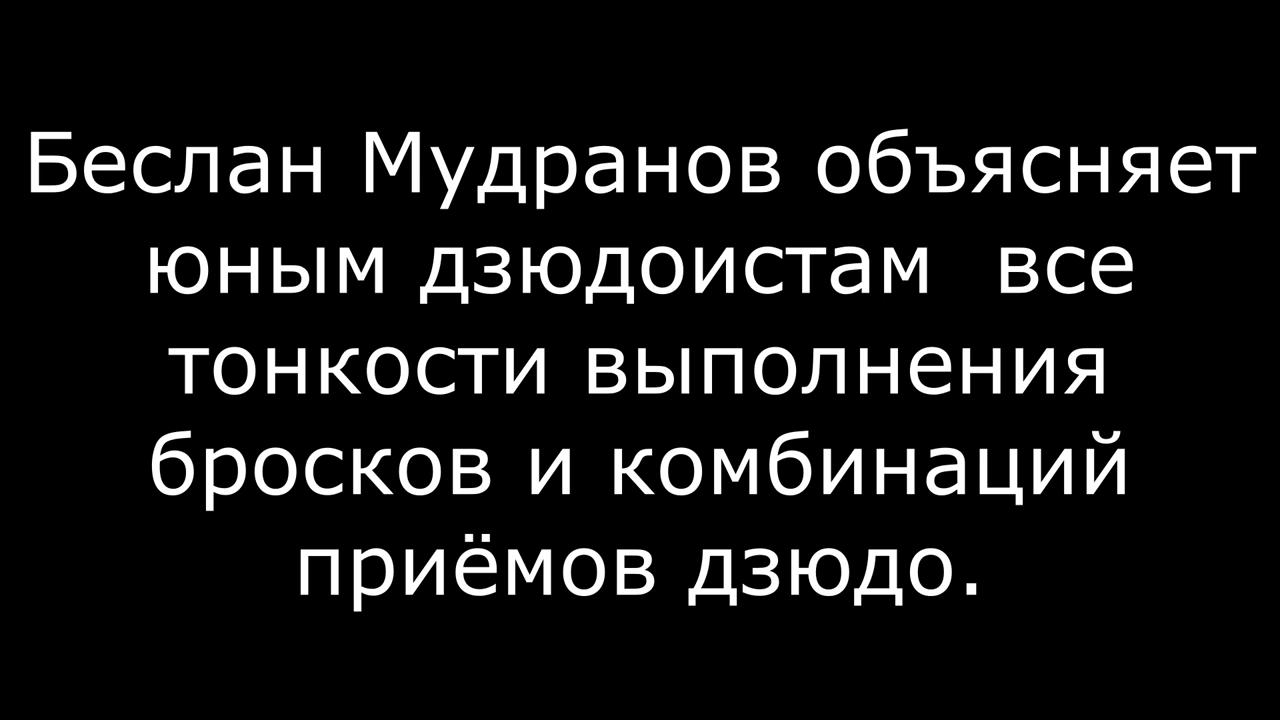 Беслан Мудранов объясняет
юным дзюдоистам  все
тонкости выполнения
бросков и комбинаций
приёмов дзюдо.